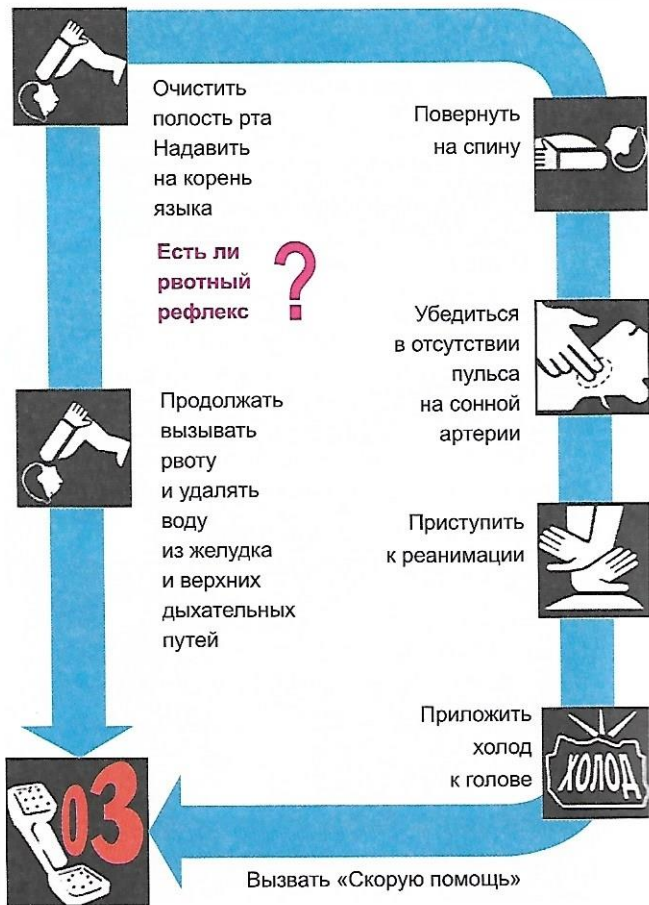 Очистить
полость рта
Надавить
на корень
языка
Есть ли
рвотный
рефлекс
?
Продолжать
вызывать
рвоту
и удалять
воду
из желудка
и верхних
дыхательных
путей
Повернуть
на спину
Убедиться
в отсутствии
пульса
на сонной
артерии
Приступить
к реанимации
Приложить
холод
к голове
ХОЛОД
03
Вызвать «Скорую помощь»